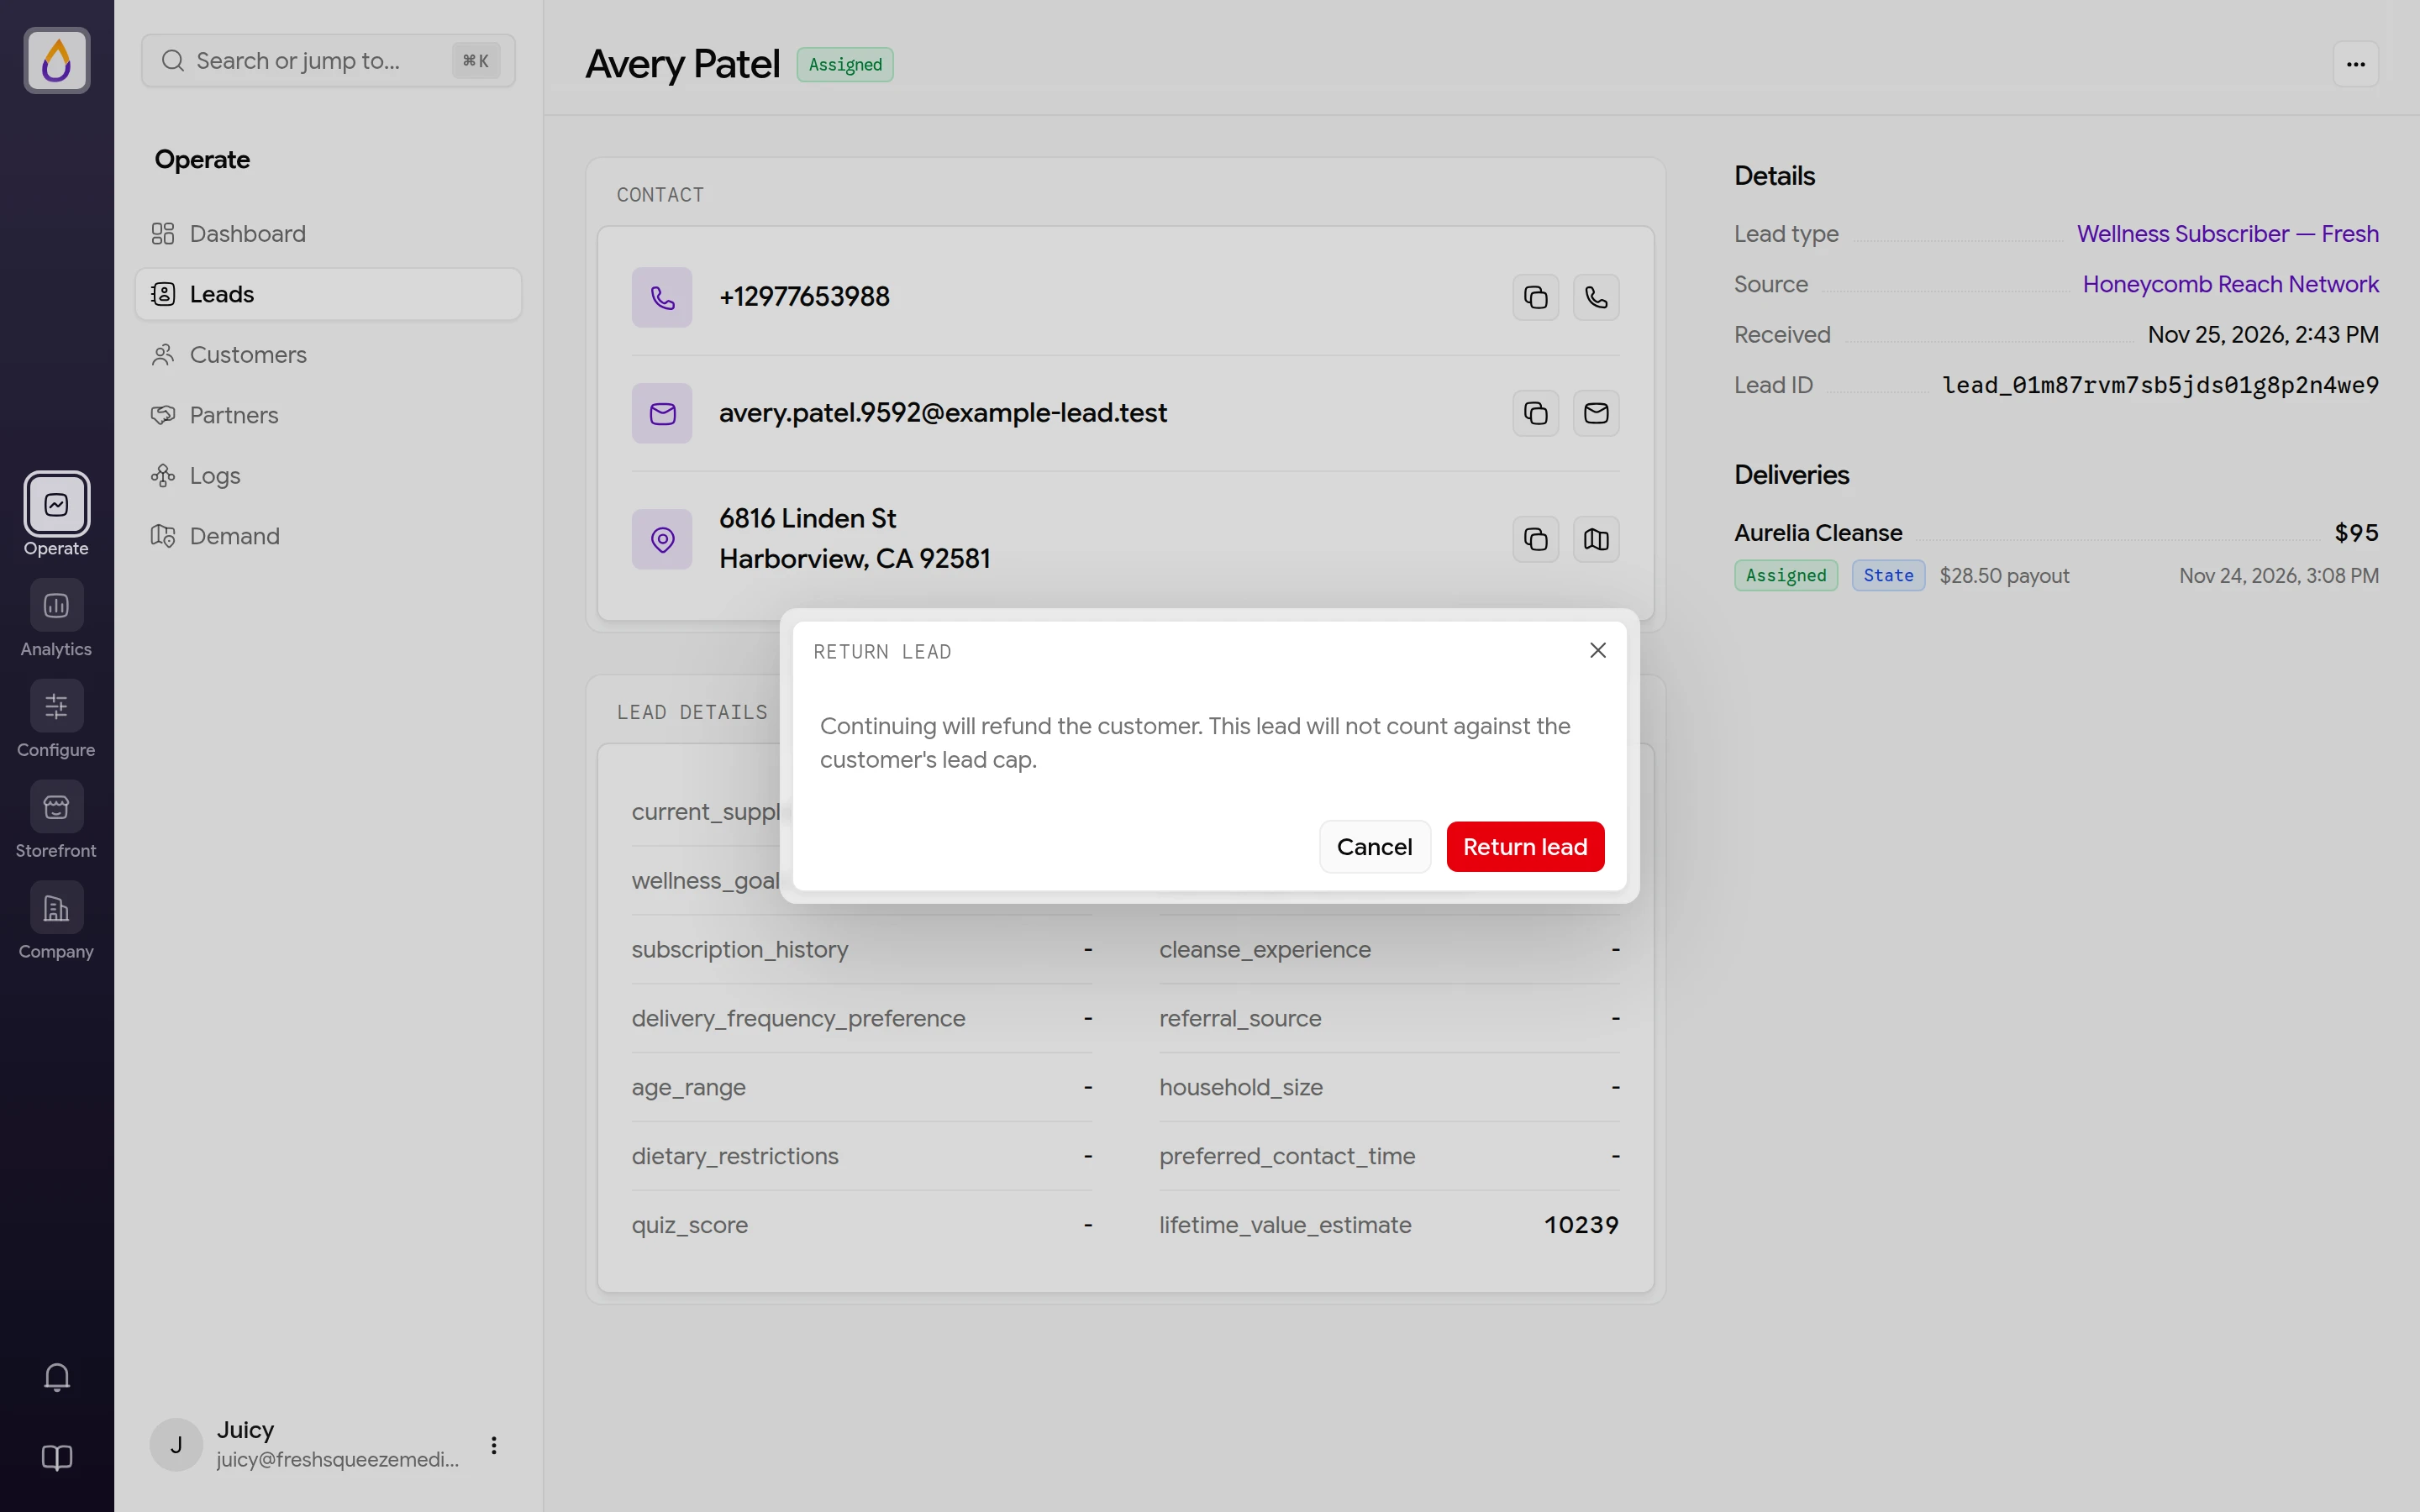 Search or jump to...
⌘K
Operate
Dashboard
Leads
Customers
Partners
Logs
Demand
Operate
Analytics
Configure
Storefront
Company
J
Juicy
juicy@freshsqueezemedi...
Avery Patel
Assigned
CONTACT
+12977653988
avery.patel.9592@example-lead.test
6816 Linden St
Harborview, CA 92581
RETURN LEAD
Continuing will refund the customer. This lead will not count against the
customer's lead cap.
Cancel
Return lead
LEAD DETAILS
current_suppl
wellness_goal
subscription_history -
cleanse_experience -
delivery_frequency_preference -
referral_source -
age_range -
household_size -
dietary_restrictions -
preferred_contact_time -
quiz_score -
lifetime_value_estimate 10239
Details
Lead type Wellness Subscriber — Fresh
Source Honeycomb Reach Network
Received Nov 25, 2026, 2:43 PM
Lead ID lead_01m87rvm7sb5jds01g8p2n4we9
Deliveries
Aurelia Cleanse $95
Assigned State $28.50 payout Nov 24, 2026, 3:08 PM